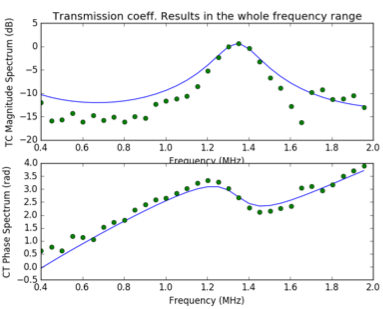 Transmission coeff. Results in the whole frequency range
TC Magnitude Spectrum (dB)
5
0
−5
−10
−15
−20
0.4 0.6 0.8 1.0 1.2 1.4 1.6 1.8 2.0
Frequency (MHz)
CT Phase Spectrum (rad)
4.0
3.5
3.0
2.5
2.0
1.5
1.0
0.5
0.0
−0.5
0.4 0.6 0.8 1.0 1.2 1.4 1.6 1.8 2.0
Frequency (MHz)